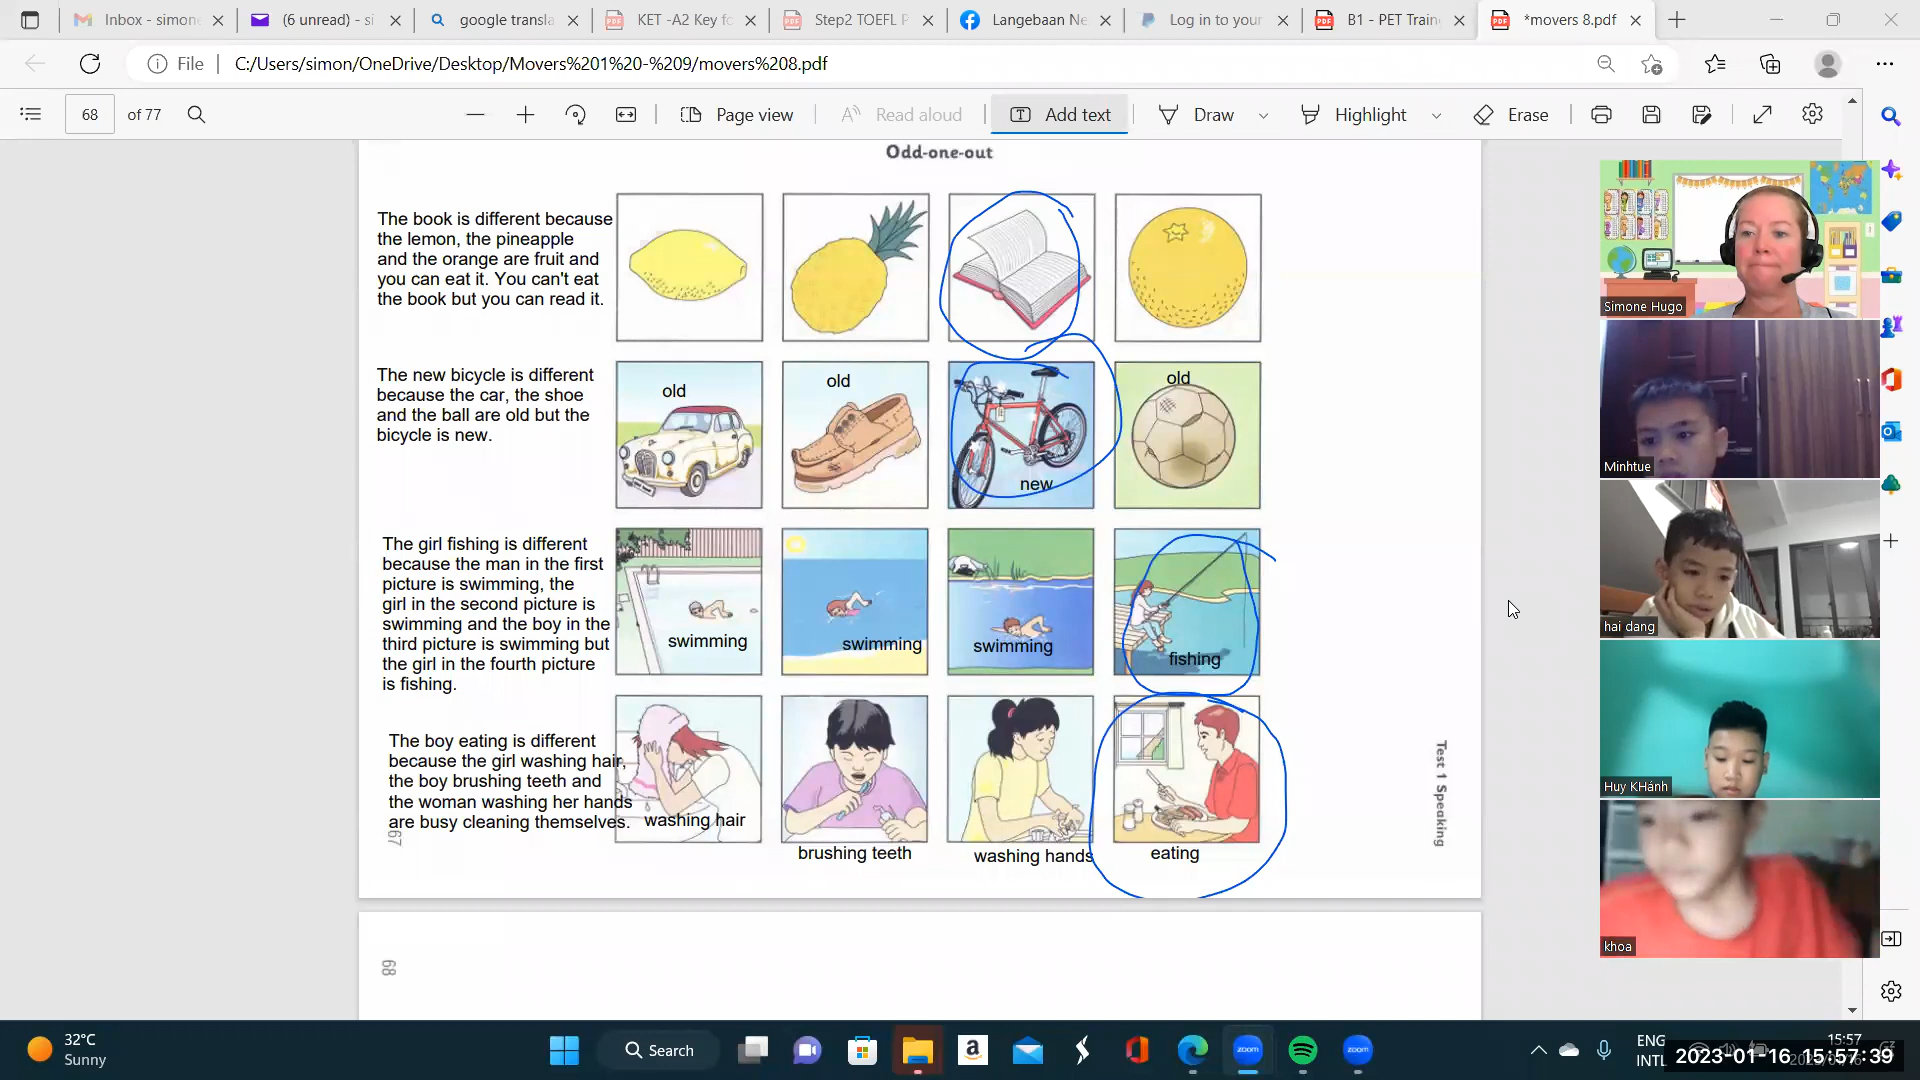 Inbox - simone
(6 unread) - si
google transla
KET -A2 Key fo
Step2 TOEFL P
Langebaan Ne
Log in to your
B1 - PET Train
*movers 8.pdf
File
C:/Users/simon/OneDrive/Desktop/Movers%201%20-%209/movers%208.pdf
68
of 77
Page view
Read aloud
Add text
Draw
Highlight
Erase
Odd-one-out
The book is different because
the lemon, the pineapple
and the orange are fruit and
you can eat it. You can't eat
the book but you can read it.
The new bicycle is different
because the car, the shoe
and the ball are old but the
bicycle is new.
old
old
new
old
The girl fishing is different
because the man in the first
picture is swimming, the
girl in the second picture is
swimming and the boy in the
third picture is swimming but
the girl in the fourth picture
is fishing.
swimming
swimming
swimming
fishing
The boy eating is different
because the girl washing hair,
the boy brushing teeth and
the woman washing her hands
are busy cleaning themselves.
washing hair
brushing teeth
washing hands
eating
67
Test 1 Speaking
68
Simone Hugo
Minhtue
hai dang
Huy KHánh
khoa
32°C
Sunny
Search
zoom
zoom
ENG
INTL
15:57
2023-01-16 15:57:39